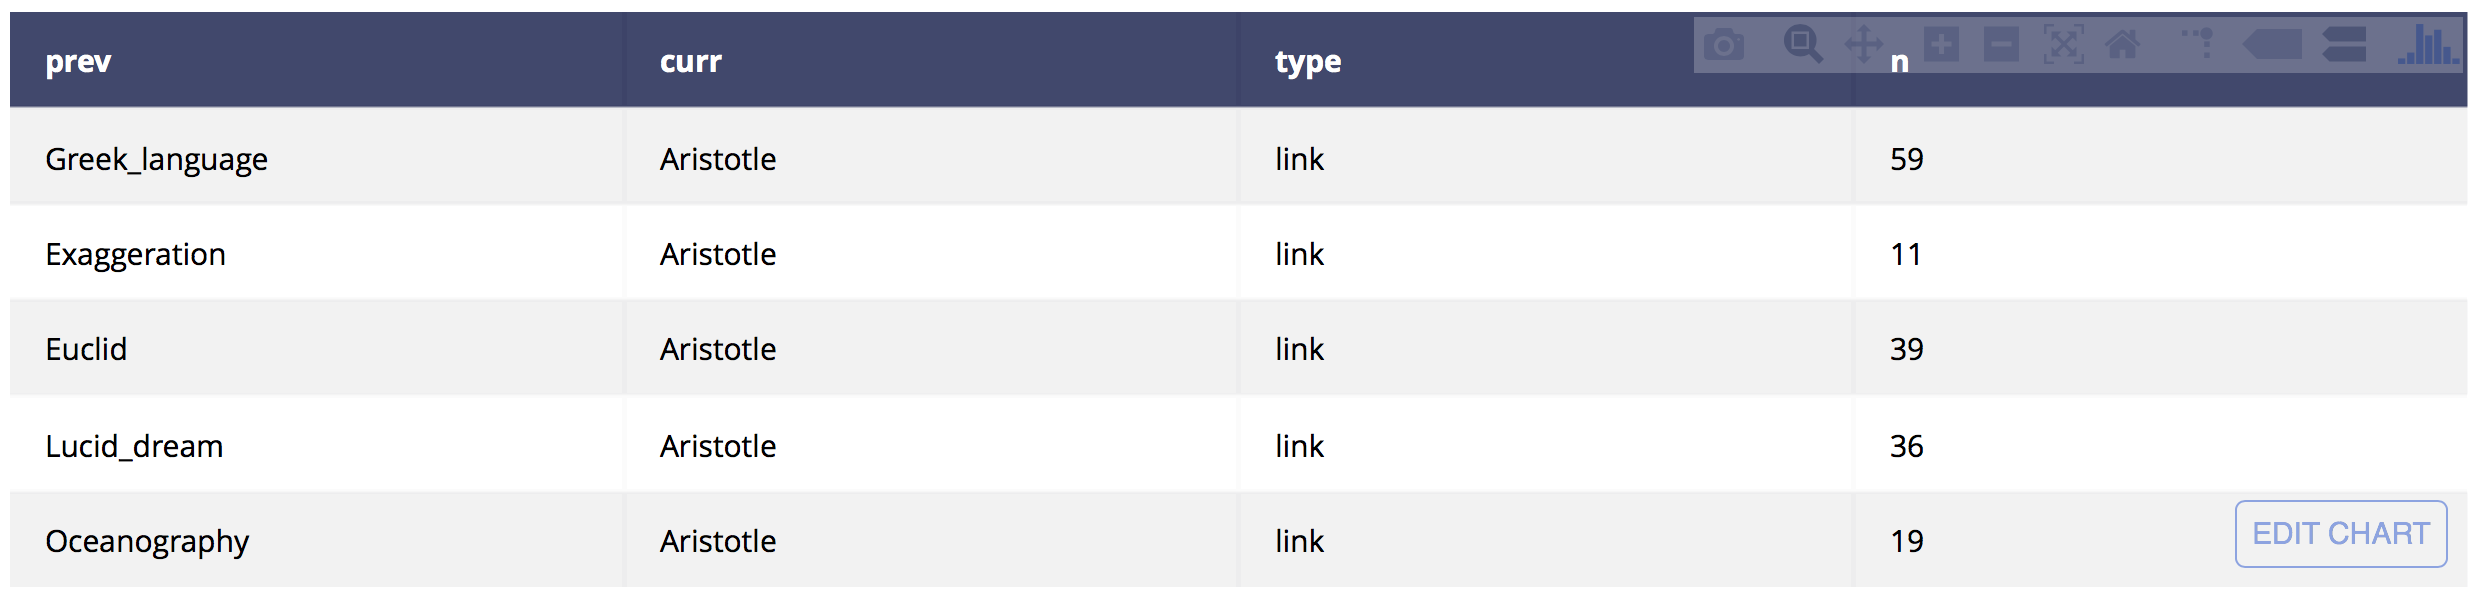 prev curr type n
Greek_language Aristotle link 59
Exaggeration Aristotle link 11
Euclid Aristotle link 39
Lucid_dream Aristotle link 36
Oceanography Aristotle link 19
EDIT CHART